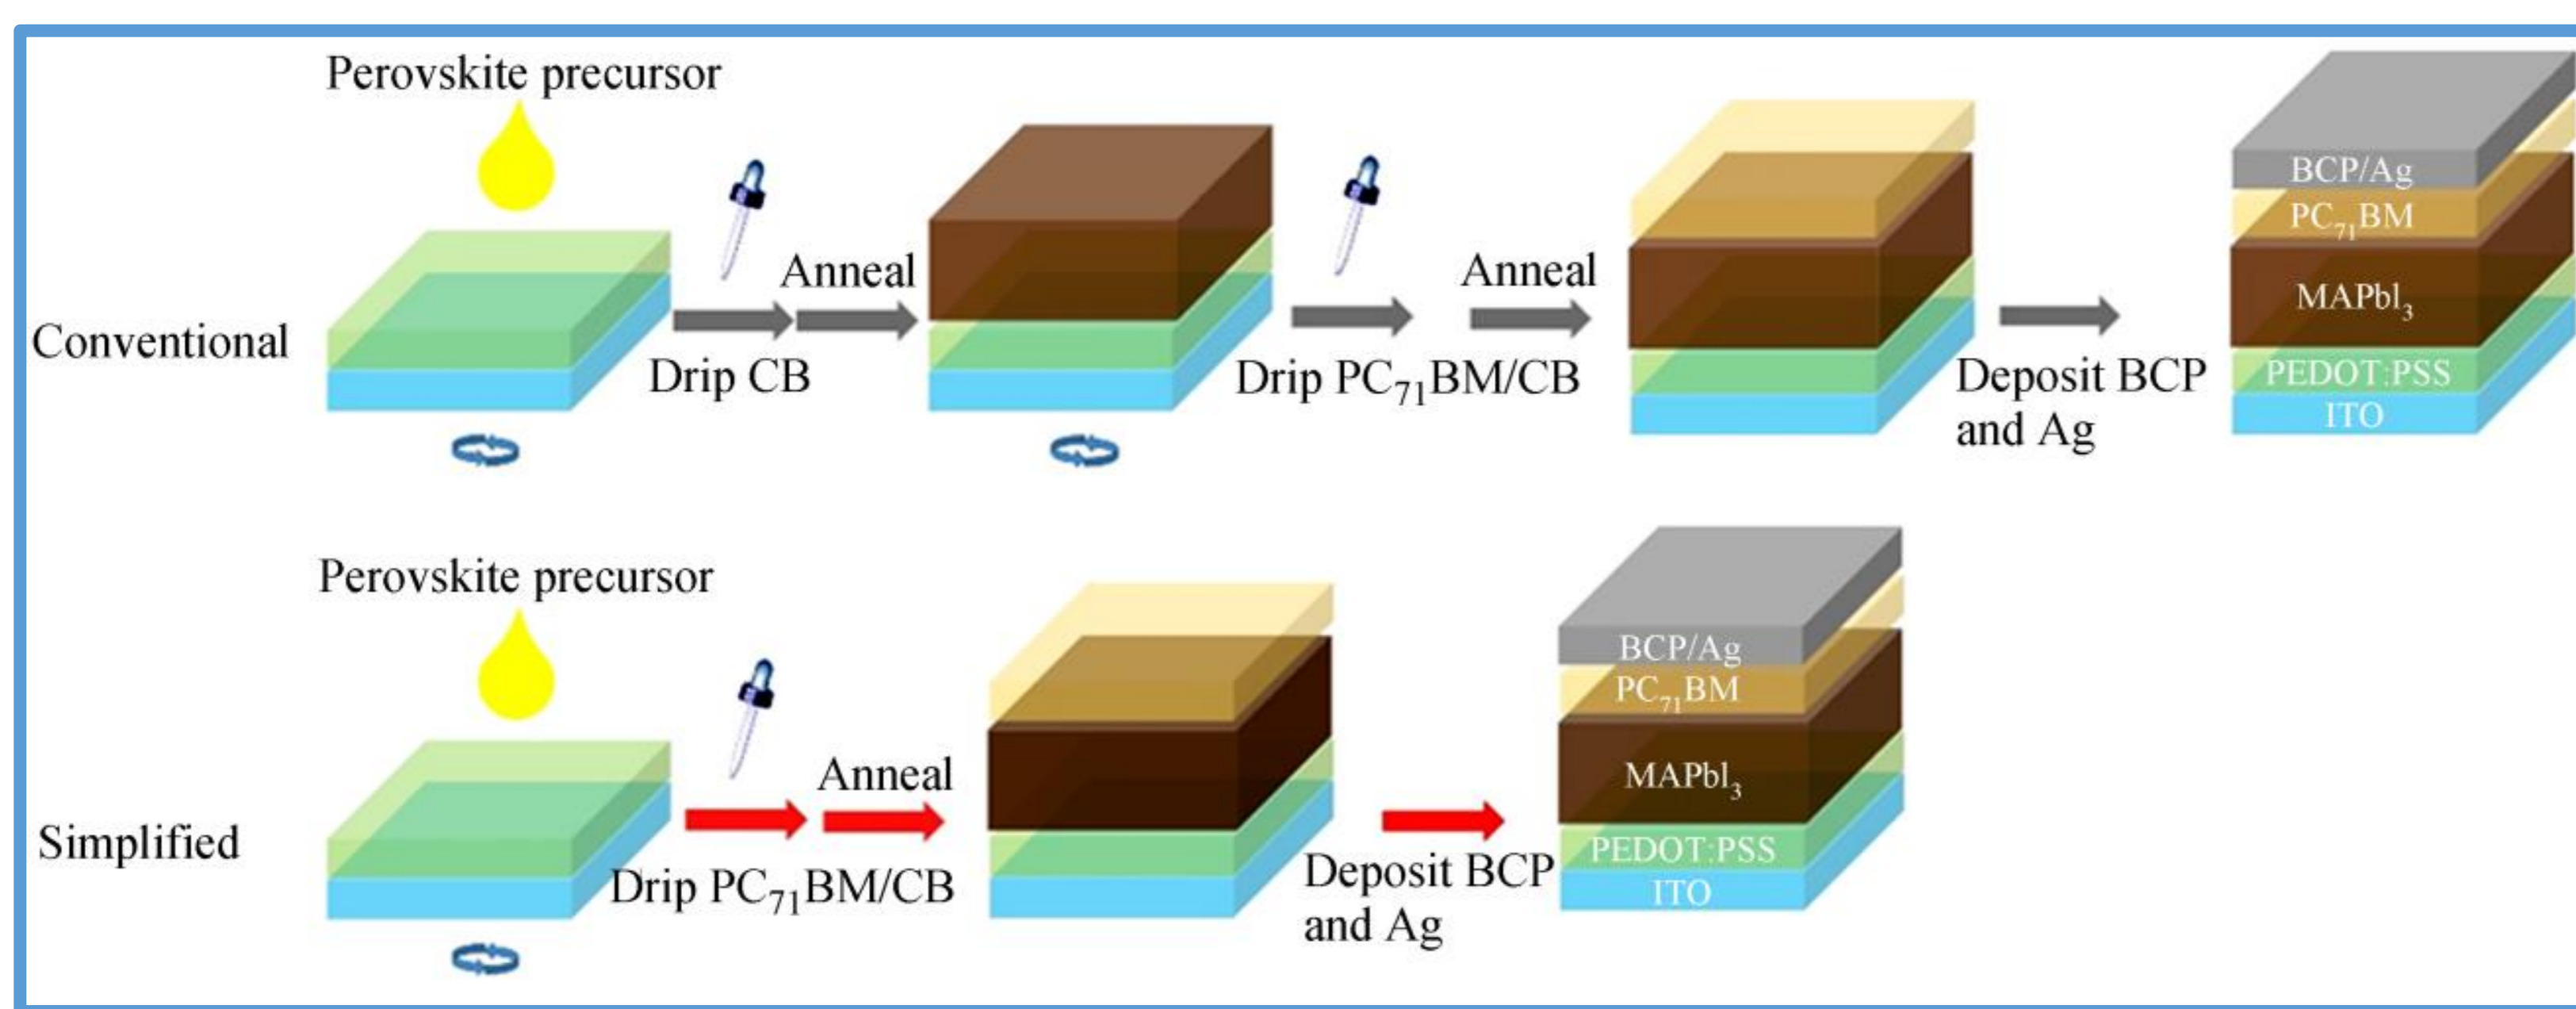 Perovskite precursor
Conventional
Drip CB
Anneal
Drip PC₇₁BM/CB
Anneal
Deposit BCP
and Ag
BCP/Ag
PC₇₁BM
MAPbI₃
PEDOT:PSS
ITO
Perovskite precursor
Simplified
Drip PC₇₁BM/CB
Anneal
Deposit BCP
and Ag
BCP/Ag
PC₇₁BM
MAPbI₃
PEDOT:PSS
ITO